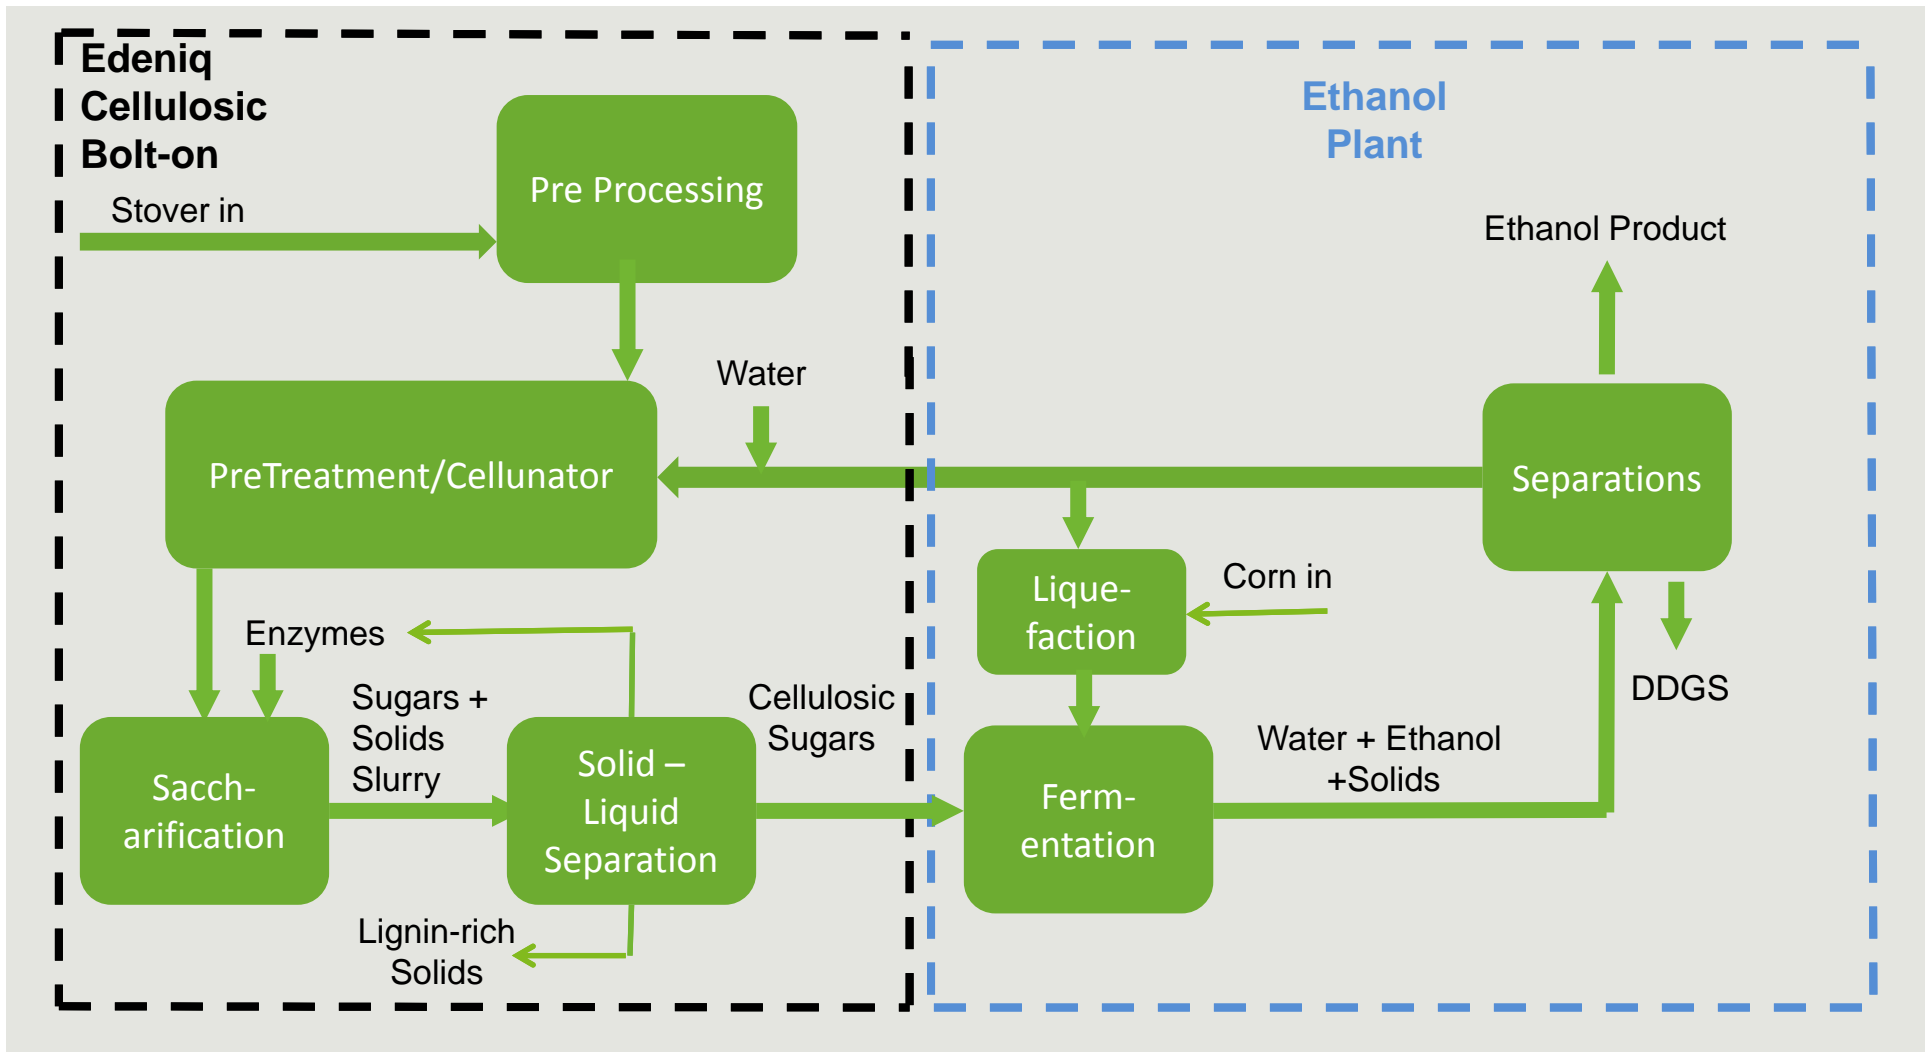 Edeniq
Cellulosic
Bolt-on
Ethanol
Plant
Pre Processing
Stover in
Ethanol Product
Water
PreTreatment/Cellunator
Separations
Lique-
faction
Corn in
Enzymes
DDGS
Sugars +
Solids
Slurry
Cellulosic
Sugars
Water + Ethanol
+Solids
Sacch-
arification
Solid –
Liquid
Separation
Ferm-
entation
Lignin-rich
Solids